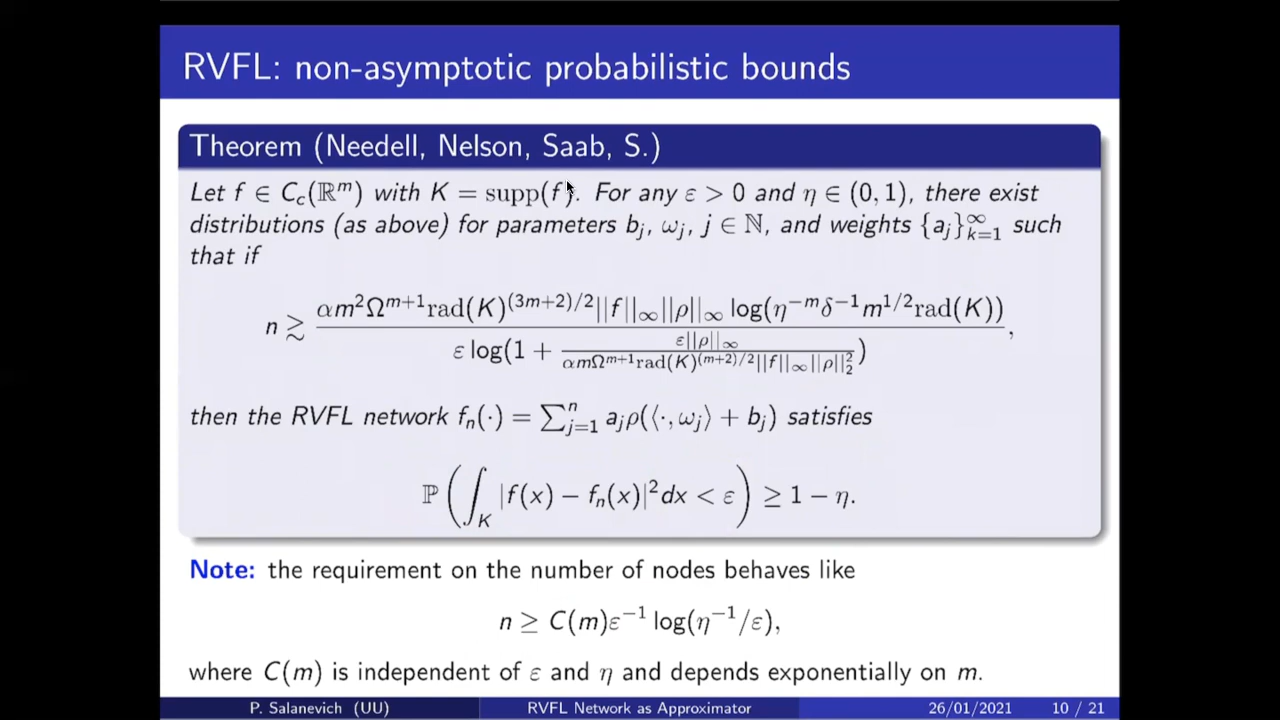 RVFL: non-asymptotic probabilistic bounds
Theorem (Needell, Nelson, Saab, S.)
Let f ∈ C_c(ℝ^m) with K = supp(f). For any ε > 0 and η ∈ (0, 1), there exist
distributions (as above) for parameters b_j, ω_j, j ∈ ℕ, and weights {a_j}_{k=1}^∞ such
that if
n ≳ \frac{αm^2Ω^{m+1}rad(K)^{(3m+2)/2}||f||_∞||ρ||_∞ log(η^{-m}δ^{-1}m^{1/2}rad(K))}{ε log(1 + \frac{ε||ρ||_∞}{αmΩ^{m+1}rad(K)^{(m+2)/2}||f||_∞||ρ||_2^2})},
then the RVFL network f_n(·) = ∑_{j=1}^n a_jρ(⟨·, ω_j⟩ + b_j) satisfies
ℙ(∫_K |f(x) − f_n(x)|^2 dx < ε) ≥ 1 − η.
Note: the requirement on the number of nodes behaves like
n ≥ C(m)ε^{-1} log(η^{-1}/ε),
where C(m) is independent of ε and η and depends exponentially on m.
P. Salanevich (UU) RVFL Network as Approximator 26/01/2021 10 / 21